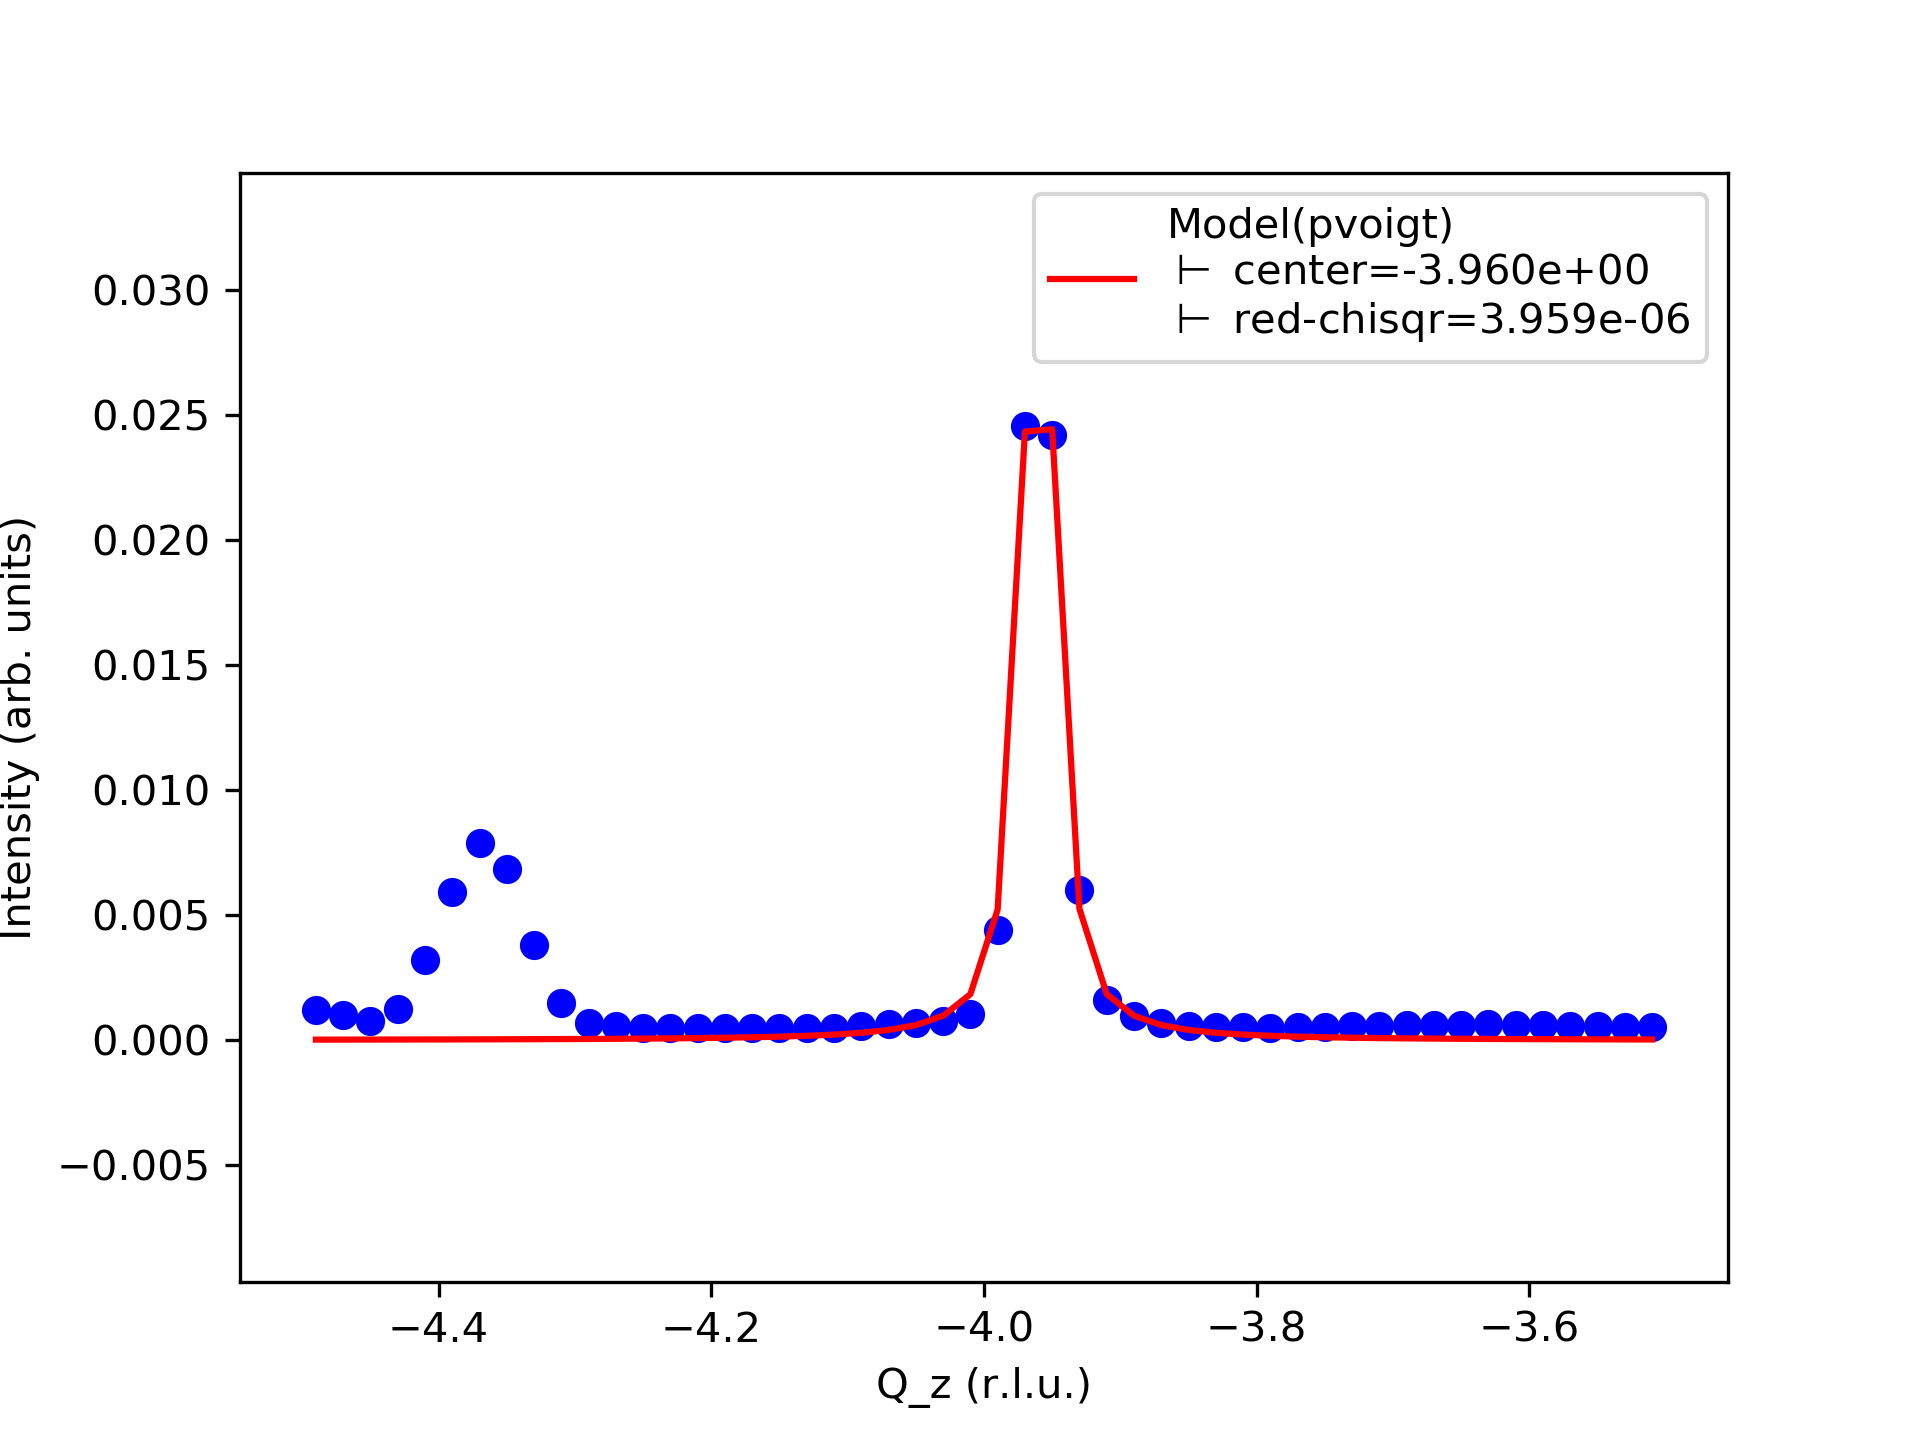 Model(pvoigt)
⊢ center=-3.960e+00
⊢ red-chisqr=3.959e-06
0.030
0.025
0.020
0.015
0.010
0.005
0.000
−0.005
Intensity (arb. units)
−4.4 −4.2 −4.0 −3.8 −3.6
Q_z (r.l.u.)